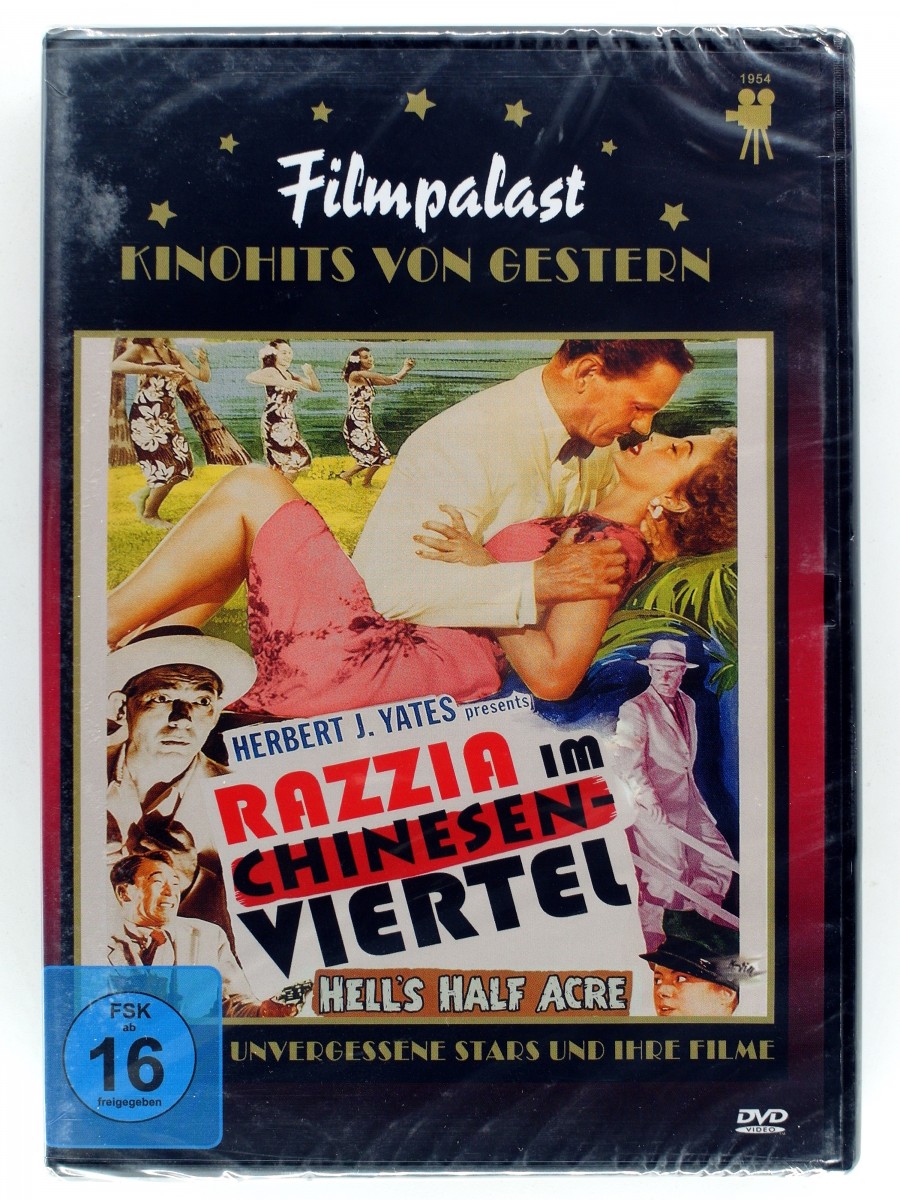 1954
Filmpalast
KINOHITS VON GESTERN
HERBERT J. YATES presents
RAZZIA IM
CHINESEN-
VIERTEL
HELL'S HALF ACRE
UNVERGESSENE STARS UND IHRE FILME
FSK
ab
16
freigegeben
DVD
VIDEO